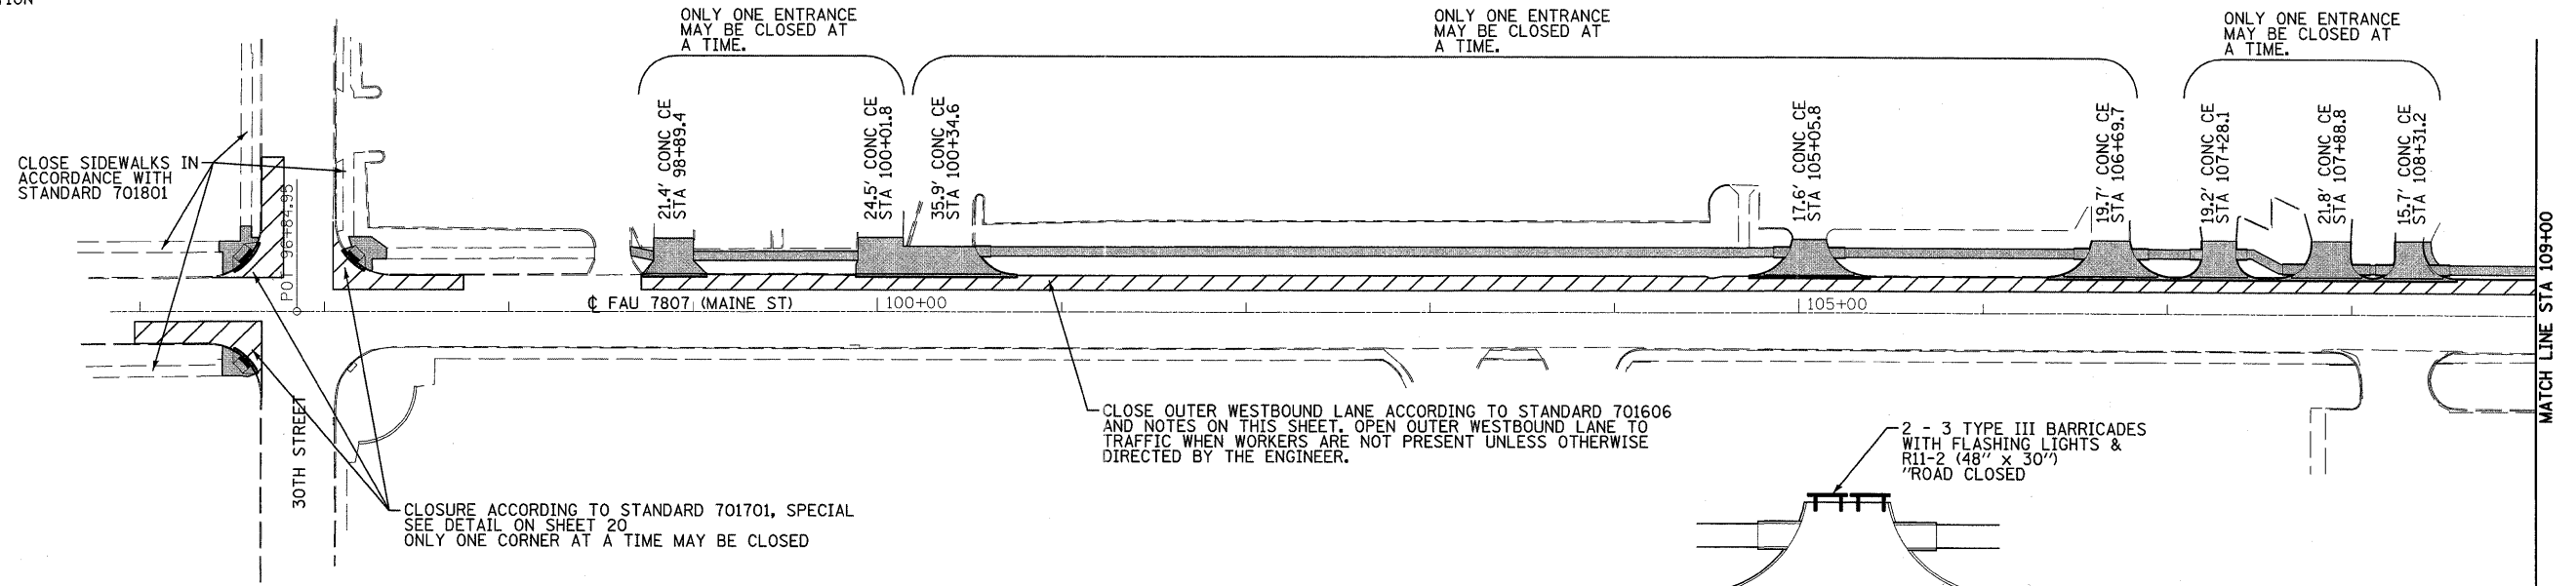 ONLY ONE ENTRANCE
MAY BE CLOSED AT
A TIME.
ONLY ONE ENTRANCE
MAY BE CLOSED AT
A TIME.
ONLY ONE ENTRANCE
MAY BE CLOSED AT
A TIME.
21.4' CONC CE
STA 98+89.4
24.5' CONC CE
STA 100+01.8
35.9' CONC CE
STA 100+34.6
17.6' CONC CE
STA 105+05.8
19.7' CONC CE
STA 106+69.7
19.2' CONC CE
STA 107+28.1
21.8' CONC CE
STA 107+88.8
15.7' CONC CE
STA 108+31.2
CLOSE SIDEWALKS IN
ACCORDANCE WITH
STANDARD 701801
POT 96+84.95
℄ FAU 7807 (MAINE ST)
100+00
105+00
MATCH LINE STA 109+00
30TH STREET
CLOSE OUTER WESTBOUND LANE ACCORDING TO STANDARD 701606
AND NOTES ON THIS SHEET. OPEN OUTER WESTBOUND LANE TO
TRAFFIC WHEN WORKERS ARE NOT PRESENT UNLESS OTHERWISE
DIRECTED BY THE ENGINEER.
2 - 3 TYPE III BARRICADES
WITH FLASHING LIGHTS &
R11-2 (48" x 30")
"ROAD CLOSED
CLOSURE ACCORDING TO STANDARD 701701, SPECIAL
SEE DETAIL ON SHEET 20
ONLY ONE CORNER AT A TIME MAY BE CLOSED